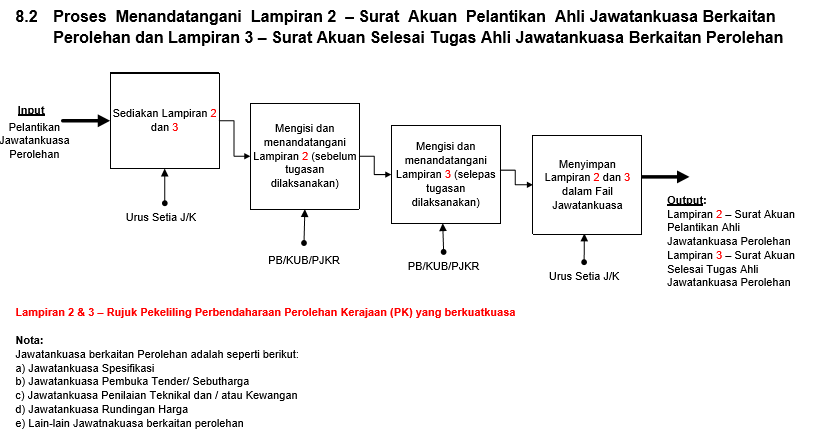 8.2 Proses Menandatangani Lampiran 2 – Surat Akuan Pelantikan Ahli Jawatankuasa Berkaitan
Perolehan dan Lampiran 3 – Surat Akuan Selesai Tugas Ahli Jawatankuasa Berkaitan Perolehan
Input
Pelantikan
Jawatankuasa
Perolehan
Sediakan Lampiran 2
dan 3
Urus Setia J/K
Mengisi dan
menandatangani
Lampiran 2 (sebelum
tugasan
dilaksanakan)
PB/KUB/PJKR
Mengisi dan
menandatangani
Lampiran 3 (selepas
tugasan
dilaksanakan)
PB/KUB/PJKR
Menyimpan
Lampiran 2 dan 3
dalam Fail
Jawatankuasa
Urus Setia J/K
Output:
Lampiran 2 – Surat Akuan
Pelantikan Ahli
Jawatankuasa Perolehan
Lampiran 3 – Surat Akuan
Selesai Tugas Ahli
Jawatankuasa Perolehan
Lampiran 2 & 3 – Rujuk Pekeliling Perbendaharaan Perolehan Kerajaan (PK) yang berkuatkuasa
Nota:
Jawatankuasa berkaitan Perolehan adalah seperti berikut:
a) Jawatankuasa Spesifikasi
b) Jawatankuasa Pembuka Tender/ Sebutharga
c) Jawatankuasa Penilaian Teknikal dan / atau Kewangan
d) Jawatankuasa Rundingan Harga
e) Lain-lain Jawatnakuasa berkaitan perolehan